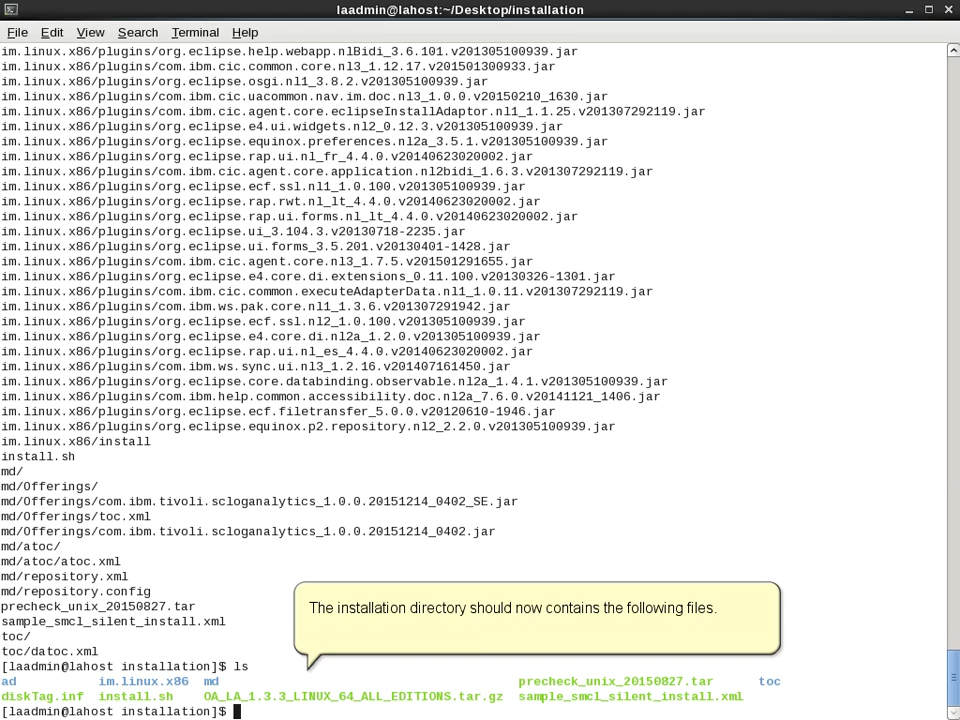 laadmin@lahost:~/Desktop/installation
File Edit View Search Terminal Help
im.linux.x86/plugins/org.eclipse.help.webapp.nlBidi_3.6.101.v201305100939.jar
im.linux.x86/plugins/com.ibm.cic.common.core.nl3_1.12.17.v201501300933.jar
im.linux.x86/plugins/org.eclipse.osgi.nl1_3.8.2.v201305100939.jar
im.linux.x86/plugins/com.ibm.cic.uacommon.nav.im.doc.nl3_1.0.0.v20150210_1630.jar
im.linux.x86/plugins/com.ibm.cic.agent.core.eclipseInstallAdaptor.nl1_1.1.25.v201307292119.jar
im.linux.x86/plugins/org.eclipse.e4.ui.widgets.nl2_0.12.3.v201305100939.jar
im.linux.x86/plugins/org.eclipse.equinox.preferences.nl2a_3.5.1.v201305100939.jar
im.linux.x86/plugins/org.eclipse.rap.ui.nl_fr_4.4.0.v20140623020002.jar
im.linux.x86/plugins/com.ibm.cic.agent.core.application.nl2bidi_1.6.3.v201307292119.jar
im.linux.x86/plugins/org.eclipse.ecf.ssl.nl1_1.0.100.v201305100939.jar
im.linux.x86/plugins/org.eclipse.rap.rwt.nl_lt_4.4.0.v20140623020002.jar
im.linux.x86/plugins/org.eclipse.rap.ui.forms.nl_lt_4.4.0.v20140623020002.jar
im.linux.x86/plugins/org.eclipse.ui_3.104.3.v20130718-2235.jar
im.linux.x86/plugins/org.eclipse.ui.forms_3.5.201.v20130401-1428.jar
im.linux.x86/plugins/com.ibm.cic.agent.core.nl3_1.7.5.v201501291655.jar
im.linux.x86/plugins/org.eclipse.e4.core.di.extensions_0.11.100.v20130326-1301.jar
im.linux.x86/plugins/com.ibm.cic.common.executeAdapterData.nl1_1.0.11.v201307292119.jar
im.linux.x86/plugins/com.ibm.ws.pak.core.nl1_1.3.6.v201307291942.jar
im.linux.x86/plugins/org.eclipse.ecf.ssl.nl2_1.0.100.v201305100939.jar
im.linux.x86/plugins/org.eclipse.e4.core.di.nl2a_1.2.0.v201305100939.jar
im.linux.x86/plugins/org.eclipse.rap.ui.nl_es_4.4.0.v20140623020002.jar
im.linux.x86/plugins/com.ibm.ws.sync.ui.nl3_1.2.16.v201407161450.jar
im.linux.x86/plugins/org.eclipse.core.databinding.observable.nl2a_1.4.1.v201305100939.jar
im.linux.x86/plugins/com.ibm.help.common.accessibility.doc.nl2a_7.6.0.v20141121_1406.jar
im.linux.x86/plugins/org.eclipse.ecf.filetransfer_5.0.0.v20120610-1946.jar
im.linux.x86/plugins/org.eclipse.equinox.p2.repository.nl2_2.2.0.v201305100939.jar
im.linux.x86/install
install.sh
md/
md/Offerings/
md/Offerings/com.ibm.tivoli.scloganalytics_1.0.0.20151214_0402_SE.jar
md/Offerings/toc.xml
md/Offerings/com.ibm.tivoli.scloganalytics_1.0.0.20151214_0402.jar
md/atoc/
md/atoc/atoc.xml
md/repository.xml
md/repository.config
precheck_unix_20150827.tar
sample_smcl_silent_install.xml
toc/
toc/datoc.xml
The installation directory should now contains the following files.
[laadmin@lahost installation]$ ls
ad im.linux.x86 md precheck_unix_20150827.tar toc
diskTag.inf install.sh OA_LA_1.3.3_LINUX_64_ALL_EDITIONS.tar.gz sample_smcl_silent_install.xml
[laadmin@lahost installation]$